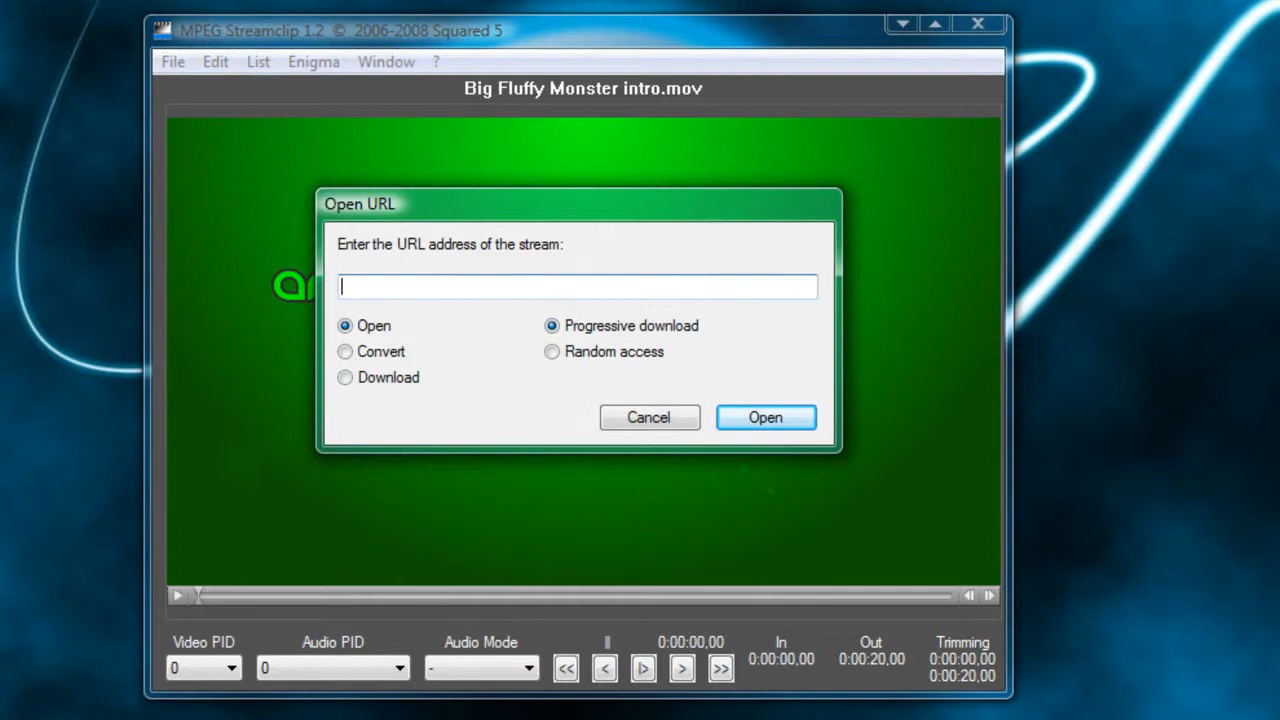 MPEG Streamclip 1.2 © 2006-2008 Squared 5
File Edit List Enigma Window ?
Big Fluffy Monster intro.mov
Open URL
Enter the URL address of the stream:
Open Progressive download
Convert Random access
Download
Cancel Open
Video PID Audio PID Audio Mode 0:00:00,00 In Out Trimming
0 0 - << < |> > >> 0:00:00,00 0:00:20,00 0:00:00,00
0:00:20,00